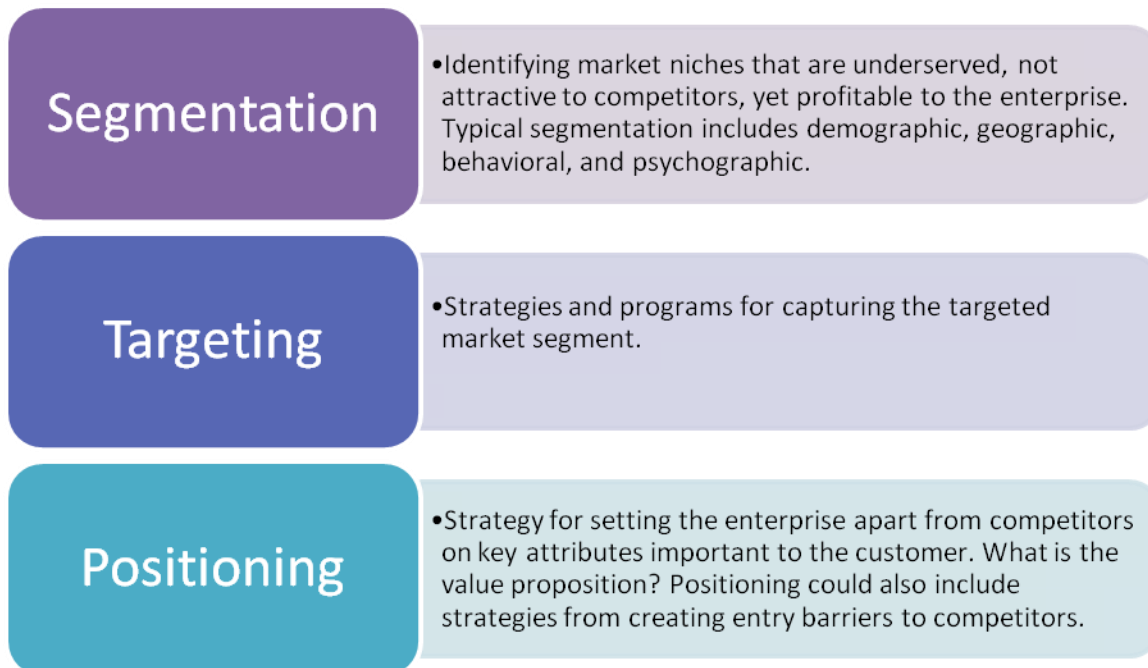 Segmentation
•Identifying market niches that are underserved, not
attractive to competitors, yet profitable to the enterprise.
Typical segmentation includes demographic, geographic,
behavioral, and psychographic.
Targeting
•Strategies and programs for capturing the targeted
market segment.
Positioning
•Strategy for setting the enterprise apart from competitors
on key attributes important to the customer. What is the
value proposition? Positioning could also include
strategies from creating entry barriers to competitors.